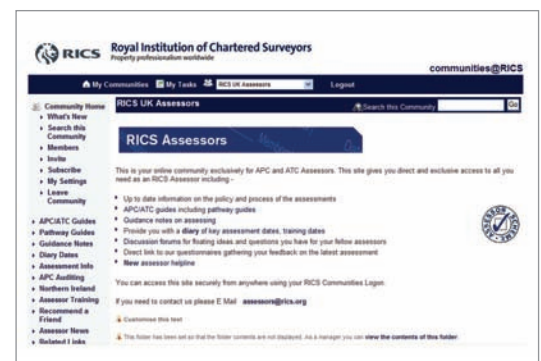 RICS
Royal Institution of Chartered Surveyors
Property professionalism worldwide
communities@RICS
My Communities My Tasks RICS UK Assessors Logout
Community Home
What's New
Search this
Community
Members
Invite
Subscribe
My Settings
Leave
Community
APC/ATC Guides
Pathway Guides
Guidance Notes
Diary Dates
Assessment Info
APC Auditing
Northern Ireland
Assessor Training
Recommend a
Friend
Assessor News
Related Links
RICS UK Assessors
Search this Community Go
RICS Assessors
This is your online community exclusively for APC and ATC Assessors. This site gives you direct and exclusive access to all you
need as an RICS Assessor including -
Up to date information on the policy and process of the assessments
APC/ATC guides including pathway guides
Guidance notes on assessing
Provide you with a diary of key assessment dates, training dates
Discussion forums for floating ideas and questions you have for your fellow assessors
Direct link to our questionnaires gathering your feedback on the latest assessment
New assessor helpline
You can access this site securely from anywhere using your RICS Communities Logon.
If you need to contact us please E Mail assessors@rics.org
Customise this text
This folder has been set so that the folder contents are not displayed. As a manager you can view the contents of this folder.
ASSESSOR
SCHEME